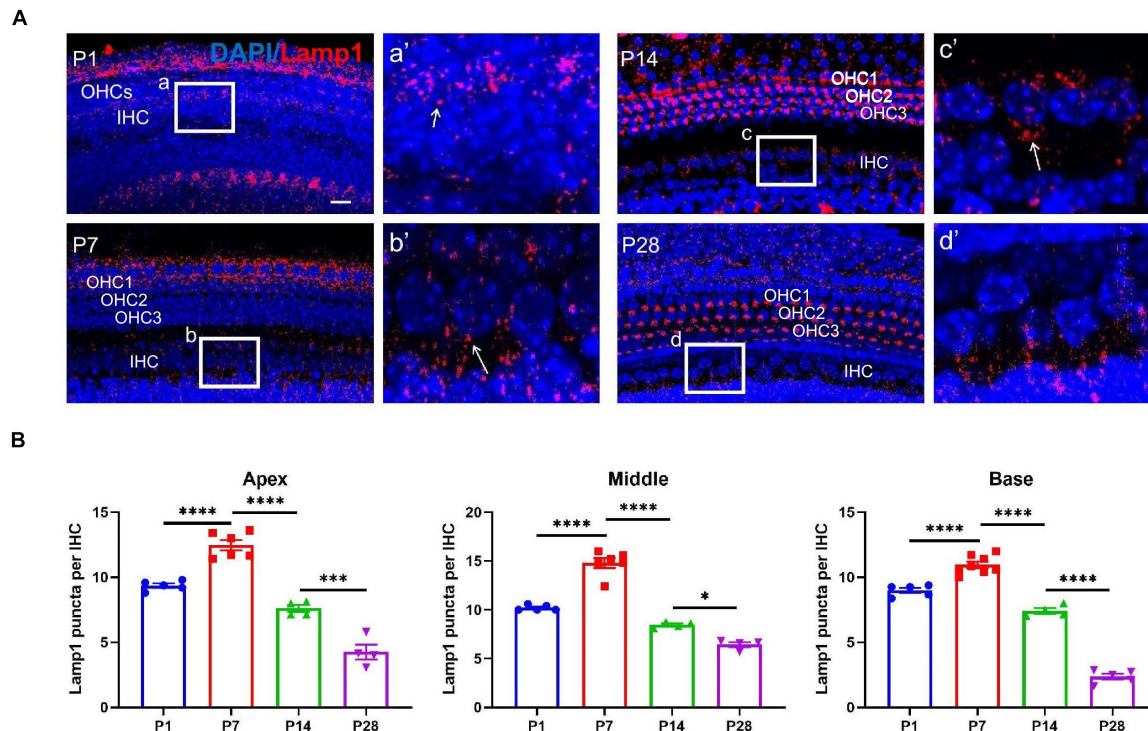 A
P1
DAPI/Lamp1
a
OHCs
IHC
a’
P14
OHC1
OHC2
OHC3
c
IHC
c’
P7
OHC1
OHC2
OHC3
b
IHC
b’
P28
OHC1
OHC2
OHC3
d
IHC
d’
B
Apex
Lamp1 puncta per IHC
15
10
5
0
****
****
***
P1 P7 P14 P28
Middle
Lamp1 puncta per IHC
20
15
10
5
0
****
****
*
P1 P7 P14 P28
Base
Lamp1 puncta per IHC
15
10
5
0
****
****
****
P1 P7 P14 P28